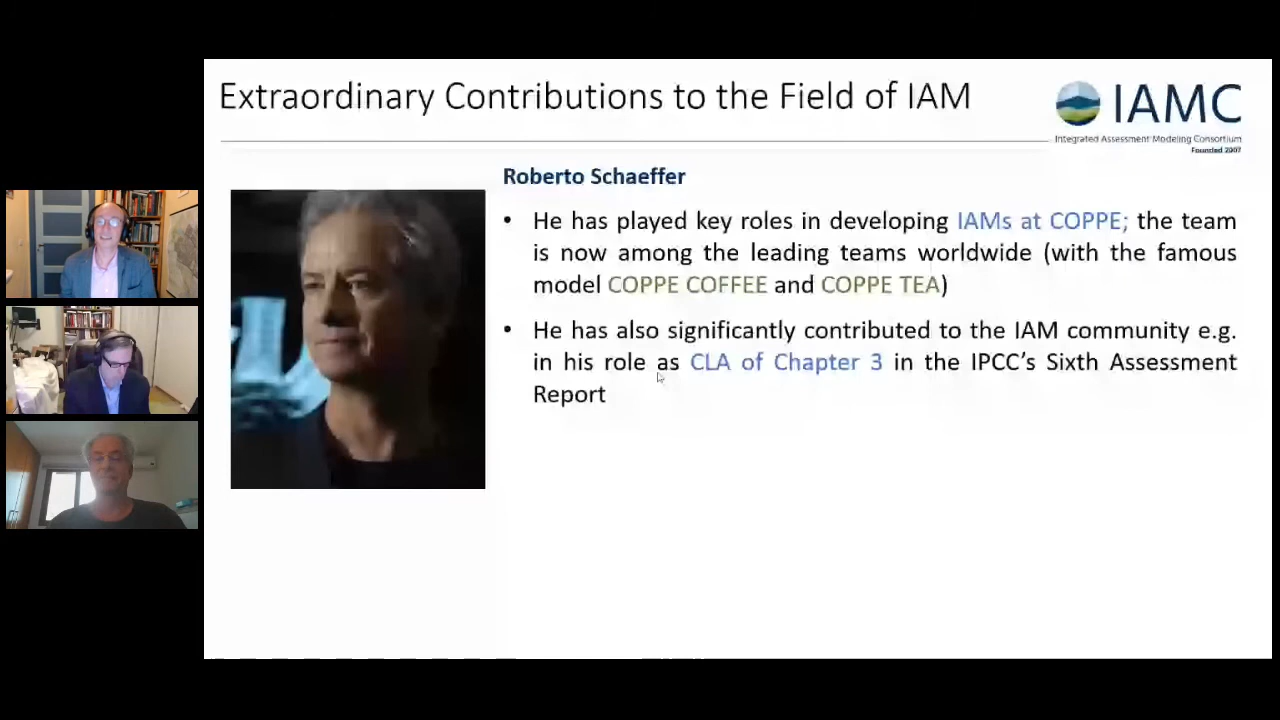 Extraordinary Contributions to the Field of IAM
IAMC
Integrated Assessment Modeling Consortium
Founded 2007
Roberto Schaeffer
• He has played key roles in developing IAMs at COPPE; the team
is now among the leading teams worldwide (with the famous
model COPPE COFFEE and COPPE TEA)
• He has also significantly contributed to the IAM community e.g.
in his role as CLA of Chapter 3 in the IPCC’s Sixth Assessment
Report